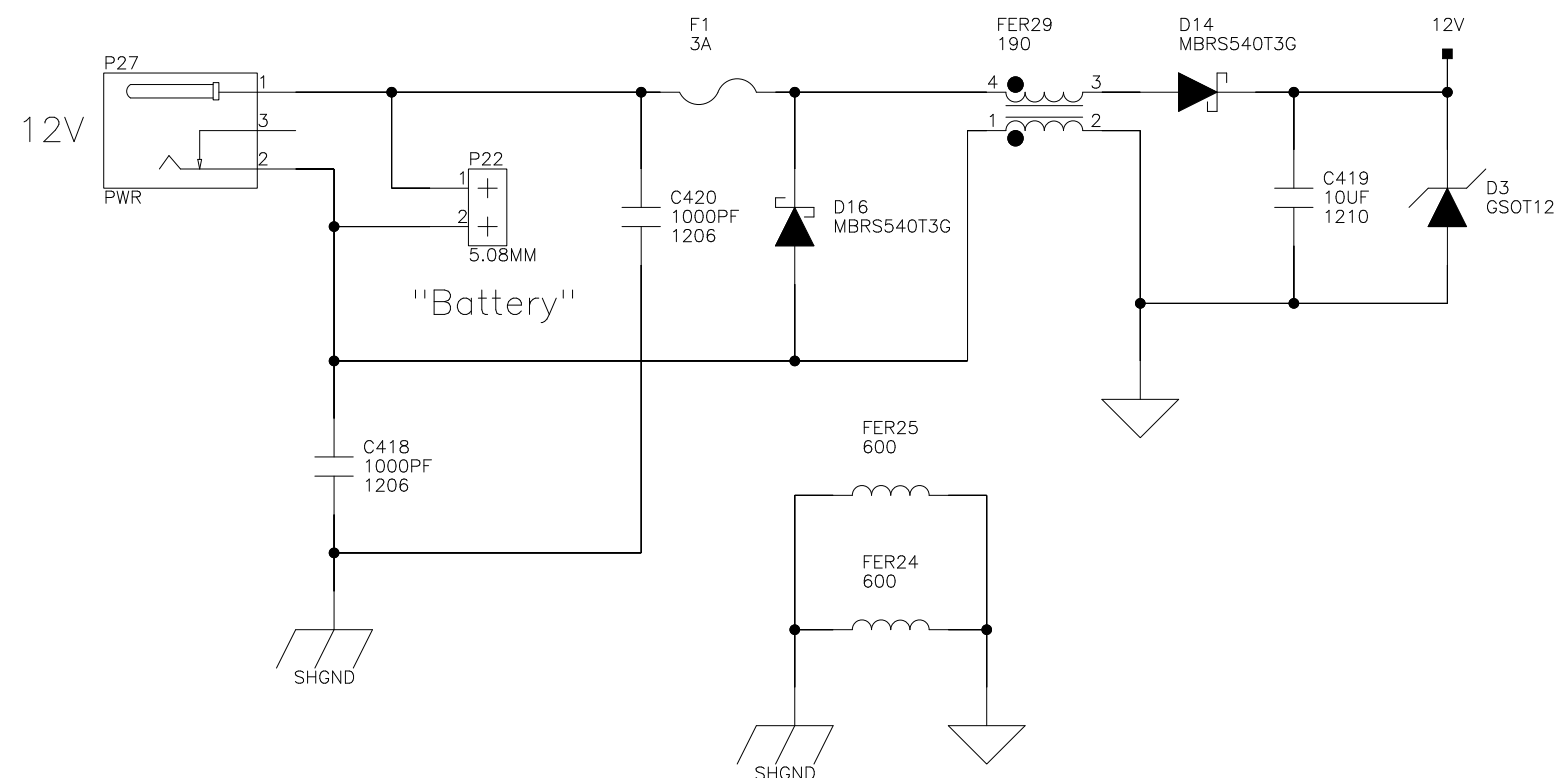 F1
3A
FER29
190
D14
MBRS540T3G
12V
P27
1
3
2
12V
PWR
P22
1
2
5.08MM
"Battery"
C420
1000PF
1206
D16
MBRS540T3G
4
3
1
2
C419
10UF
1210
D3
GSOT12
C418
1000PF
1206
FER25
600
FER24
600
SHGND
SHGND